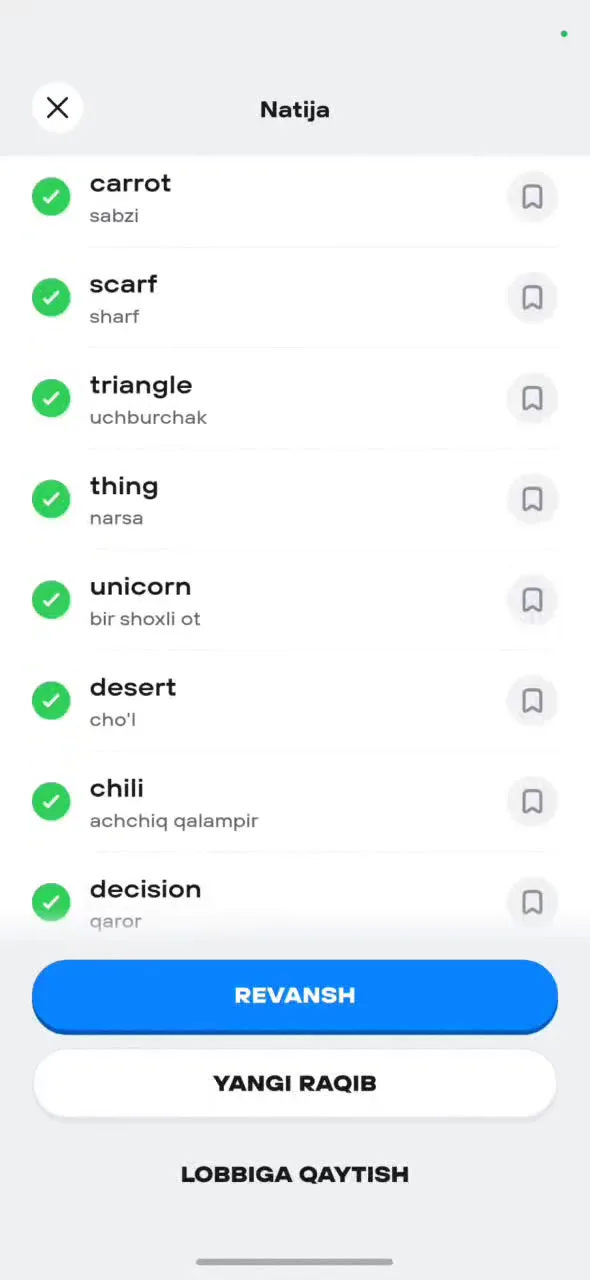 Natija
carrot
sabzi
scarf
sharf
triangle
uchburchak
thing
narsa
unicorn
bir shoxli ot
desert
cho'l
chili
achchiq qalampir
decision
qaror
REVANSH
YANGI RAQIB
LOBBIGA QAYTISH